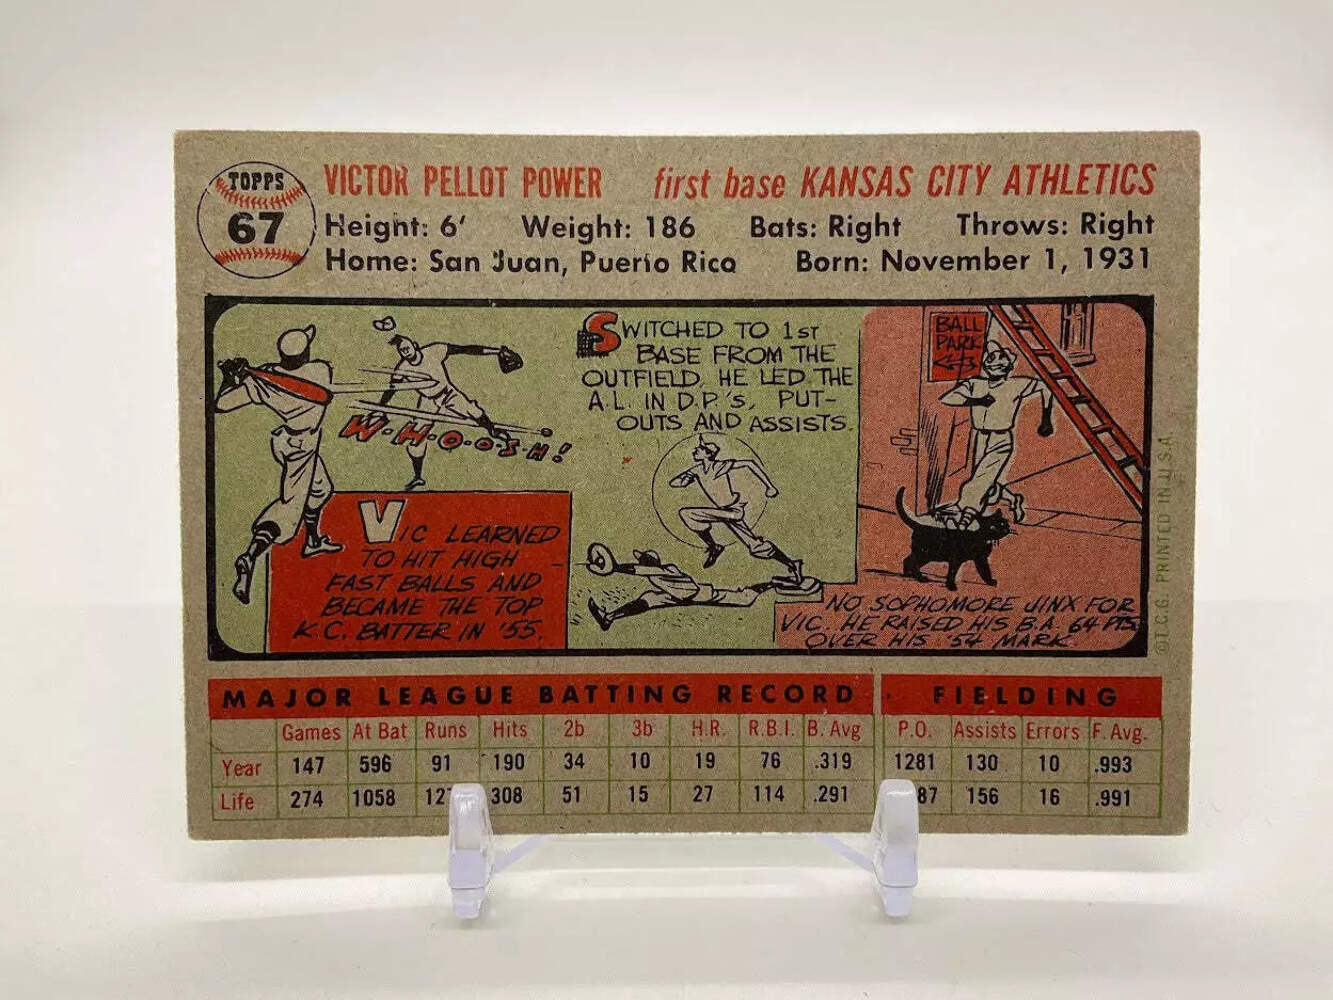 TOPPS
67
VICTOR PELLOT POWER first base KANSAS CITY ATHLETICS
Height: 6' Weight: 186 Bats: Right Throws: Right
Home: San Juan, Puerto Rico Born: November 1, 1931
W-H-O-O-S-H!
VIC LEARNED
TO HIT HIGH
FAST BALLS AND
BECAME THE TOP
K.C. BATTER IN '55.
SWITCHED TO 1ST
BASE FROM THE
OUTFIELD, HE LED THE
A.L. IN D.P.'S, PUT-
OUTS AND ASSISTS.
BALL
PARK
NO SOPHOMORE JINX FOR
VIC. HE RAISED HIS B.A. 64 PTS.
OVER HIS '54 MARK.
© T.C.G. PRINTED IN U.S.A.
MAJOR LEAGUE BATTING RECORD FIELDING
Games At Bat Runs Hits 2b 3b H.R. R.B.I. B. Avg P.O. Assists Errors F. Avg.
Year 147 596 91 190 34 10 19 76 .319 1281 130 10 .993
Life 274 1058 308 51 15 27 114 .291 156 16 .991